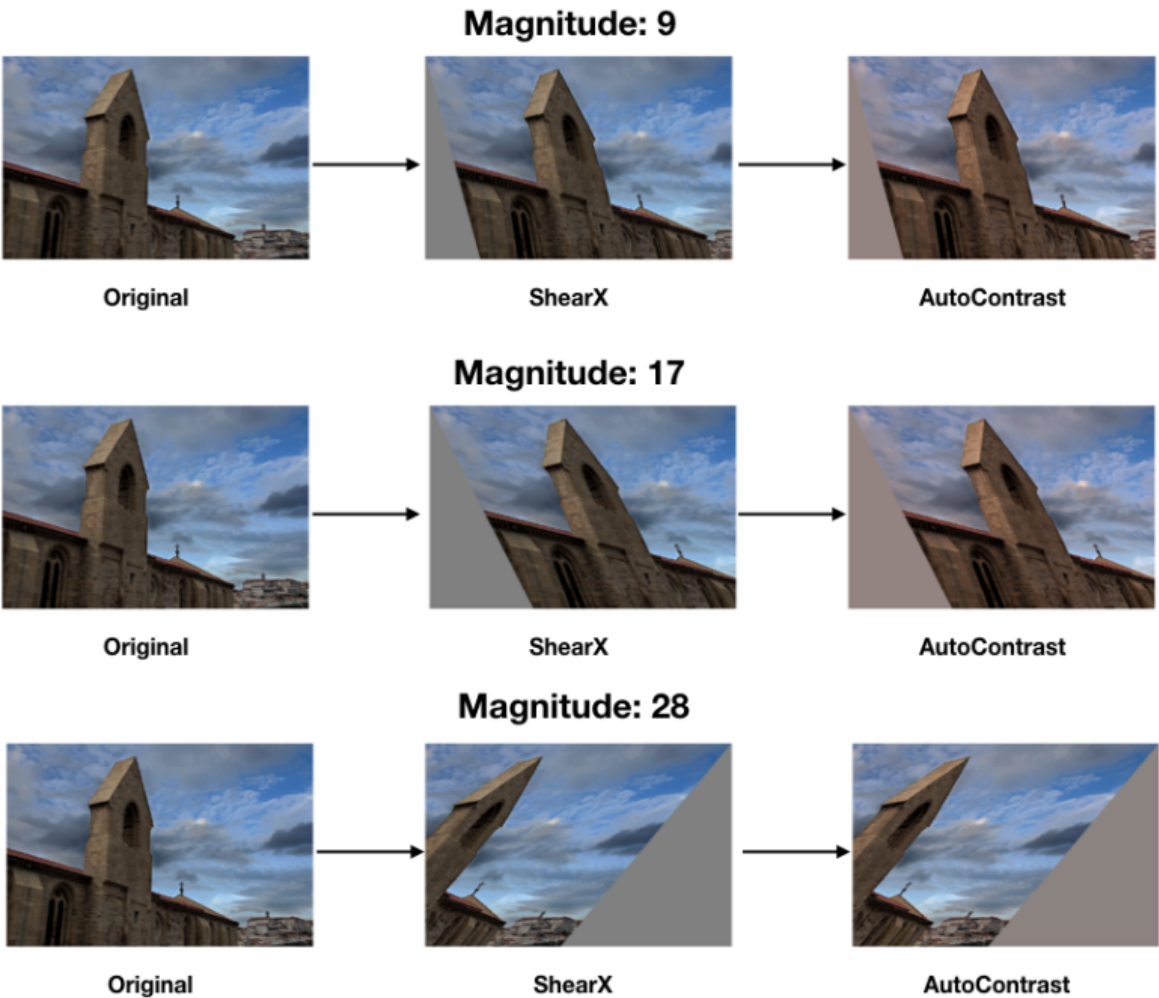 Magnitude: 9
Original
ShearX
AutoContrast
Magnitude: 17
Original
ShearX
AutoContrast
Magnitude: 28
Original
ShearX
AutoContrast